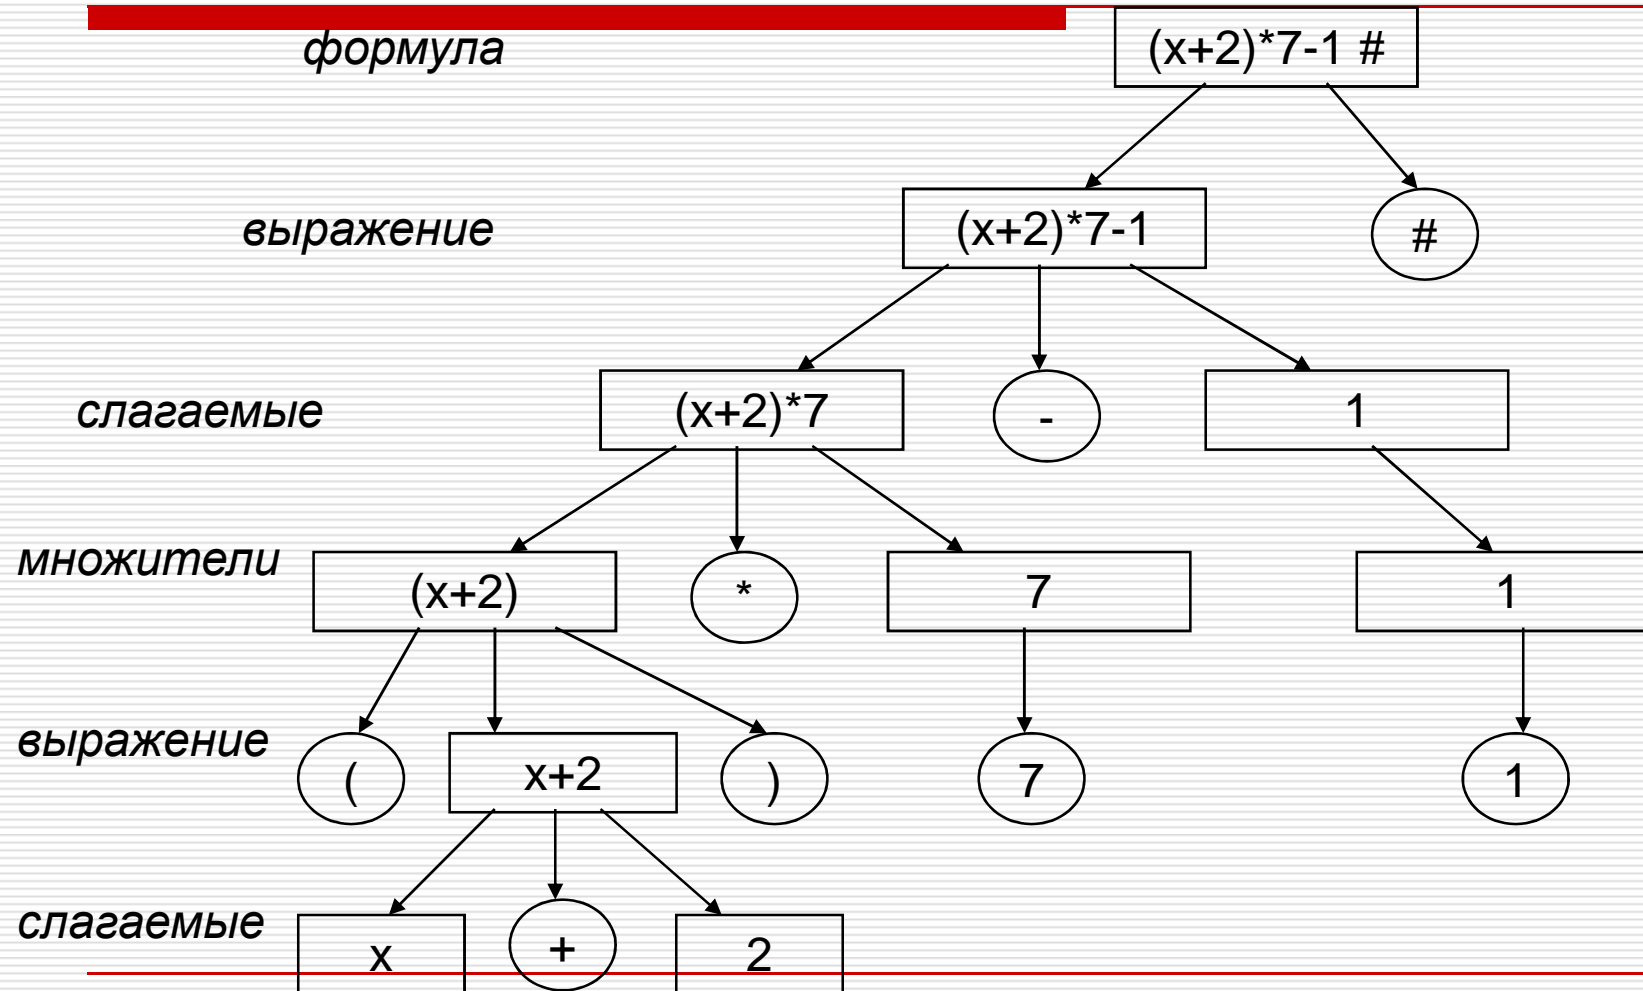 формула (x+2)*7-1 #
выражение (x+2)*7-1 #
слагаемые (x+2)*7 - 1
множители (x+2) * 7 1
выражение ( x+2 ) 7 1
слагаемые x + 2